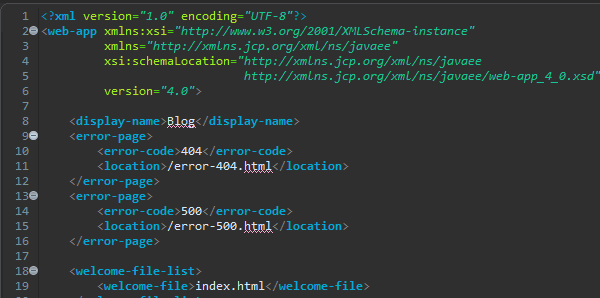 1 <?xml version="1.0" encoding="UTF-8"?>
2 <web-app xmlns:xsi="http://www.w3.org/2001/XMLSchema-instance"
3 xmlns="http://xmlns.jcp.org/xml/ns/javaee"
4 xsi:schemaLocation="http://xmlns.jcp.org/xml/ns/javaee
5 http://xmlns.jcp.org/xml/ns/javaee/web-app_4_0.xsd"
6 version="4.0">
7
8 <display-name>Blog</display-name>
9 <error-page>
10 <error-code>404</error-code>
11 <location>/error-404.html</location>
12 </error-page>
13 <error-page>
14 <error-code>500</error-code>
15 <location>/error-500.html</location>
16 </error-page>
17
18 <welcome-file-list>
19 <welcome-file>index.html</welcome-file>